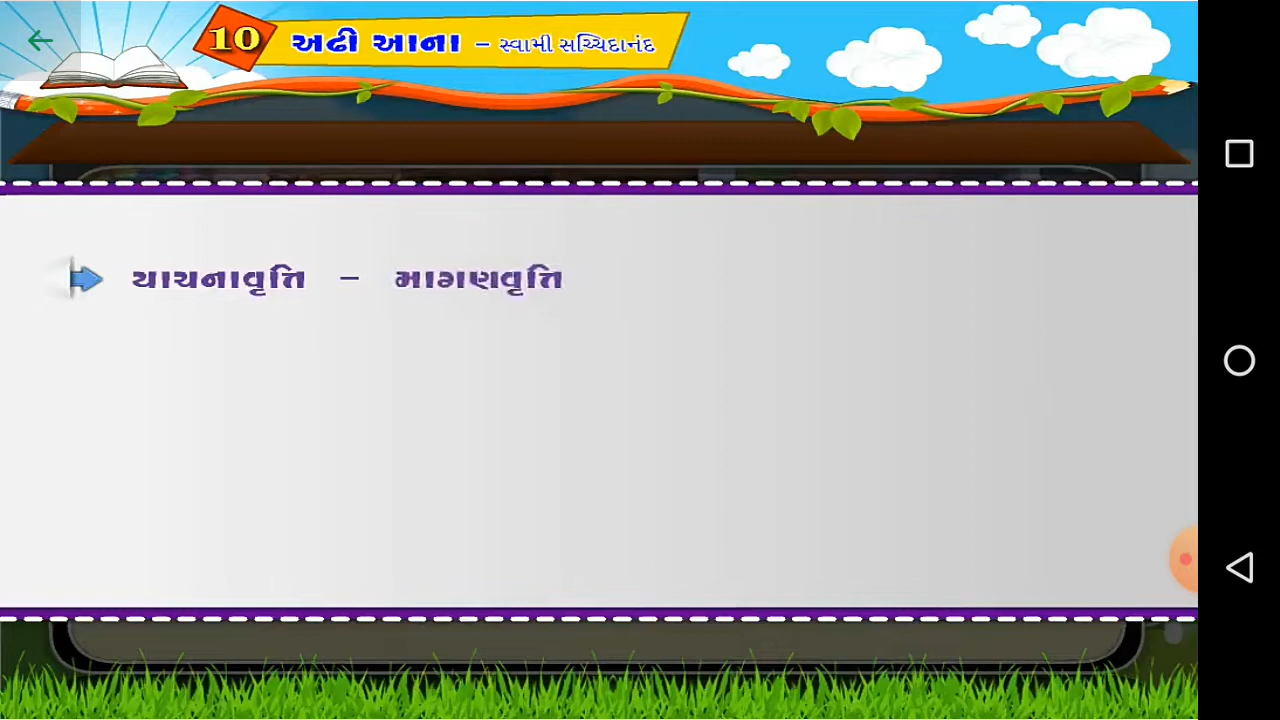 10 અઢી આના – સ્વામી સચ્ચિદાનંદ
યાચનાવૃત્તિ – માગણવૃત્તિ